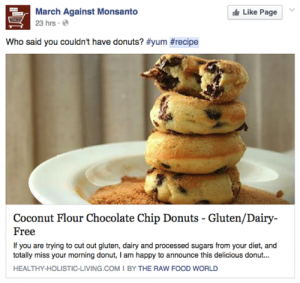 March Against Monsanto
Like Page
23 hrs ·
Who said you couldn't have donuts? #yum #recipe
Coconut Flour Chocolate Chip Donuts - Gluten/Dairy-
Free
If you are trying to cut out gluten, dairy and processed sugars from your diet, and
totally miss your morning donut, I am happy to announce this delicious donut...
HEALTHY-HOLISTIC-LIVING.COM | BY THE RAW FOOD WORLD